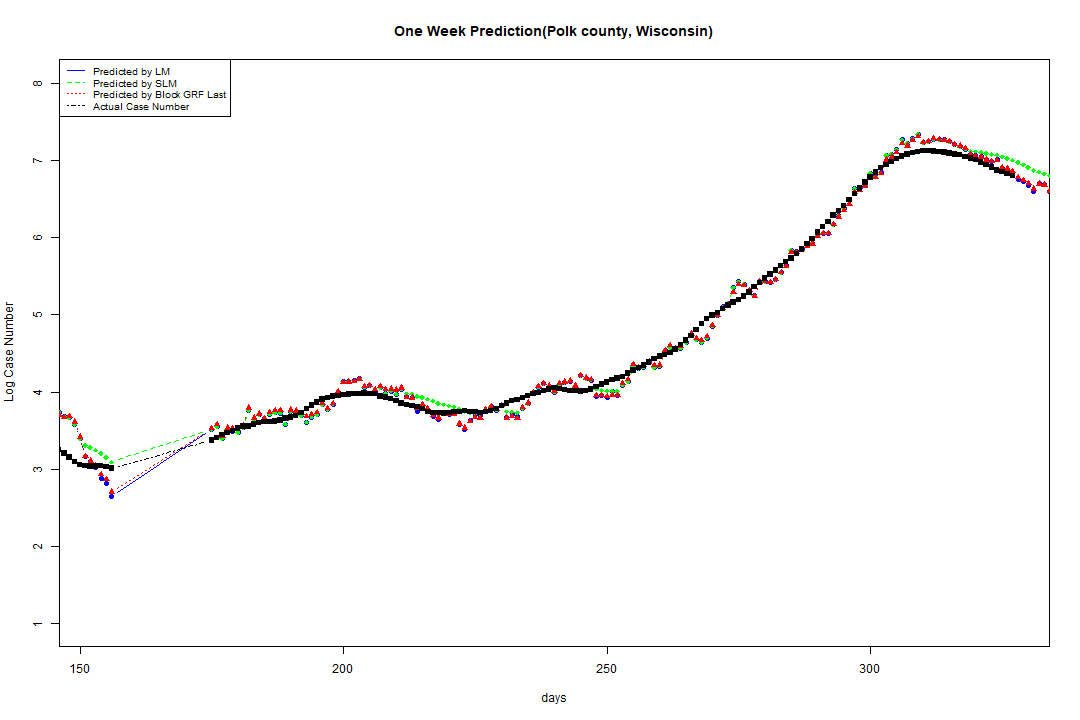 One Week Prediction(Polk county, Wisconsin)
Predicted by LM
Predicted by SLM
Predicted by Block GRF Last
Actual Case Number
8
7
6
5
4
3
2
1
Log Case Number
150 200 250 300
days